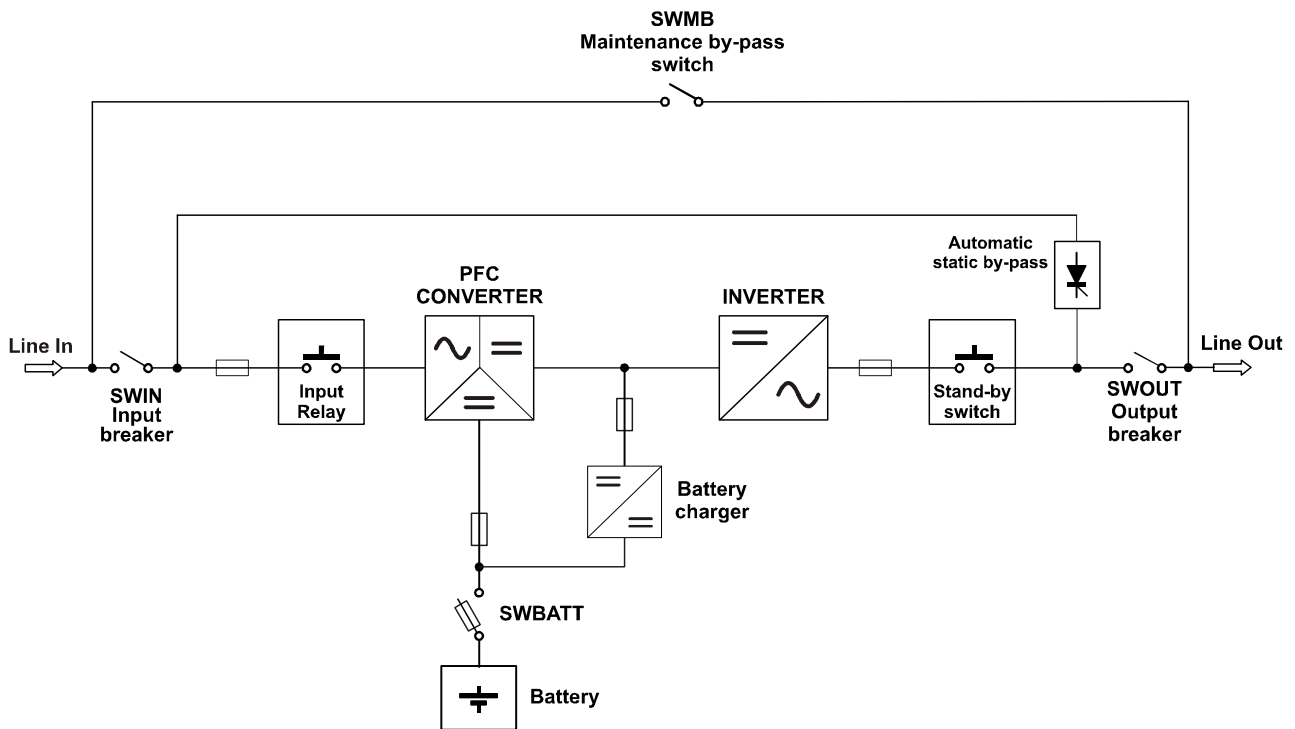 SWMB
Maintenance by-pass
switch
Automatic
static by-pass
PFC
CONVERTER
INVERTER
Line In
Line Out
SWIN
Input
breaker
Input
Relay
Stand-by
switch
SWOUT
Output
breaker
Battery
charger
SWBATT
Battery